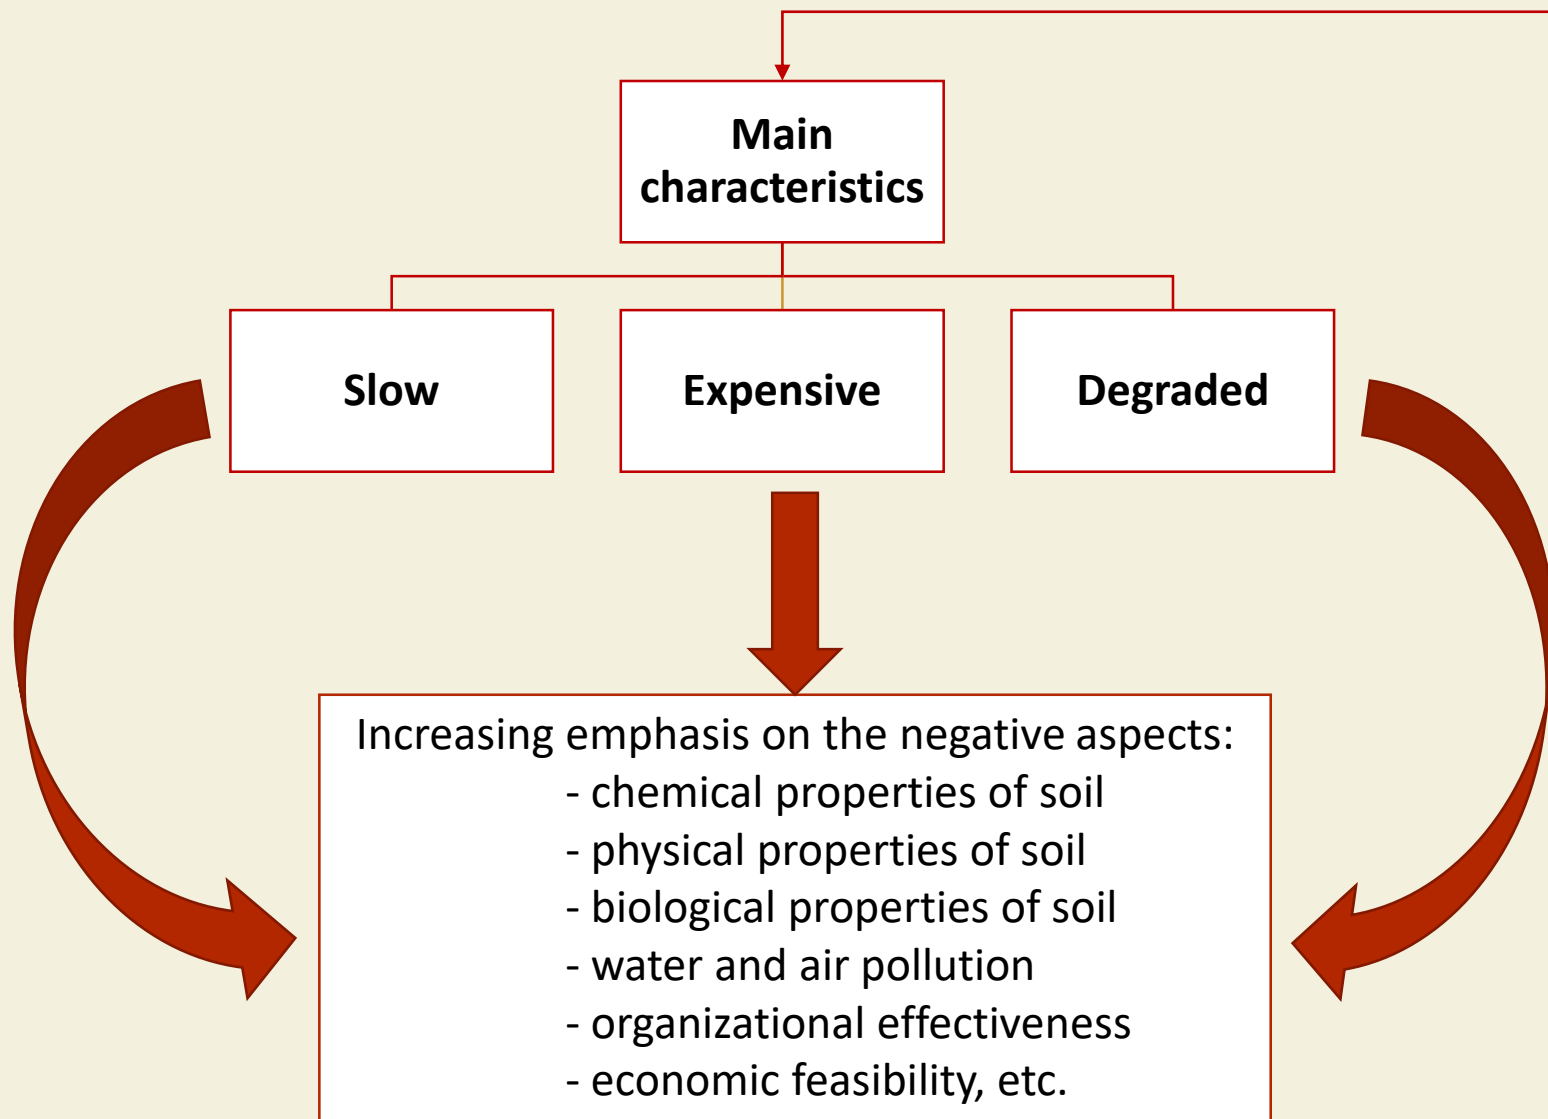 Main
characteristics
Slow
Expensive
Degraded
Increasing emphasis on the negative aspects:
- chemical properties of soil
- physical properties of soil
- biological properties of soil
- water and air pollution
- organizational effectiveness
- economic feasibility, etc.